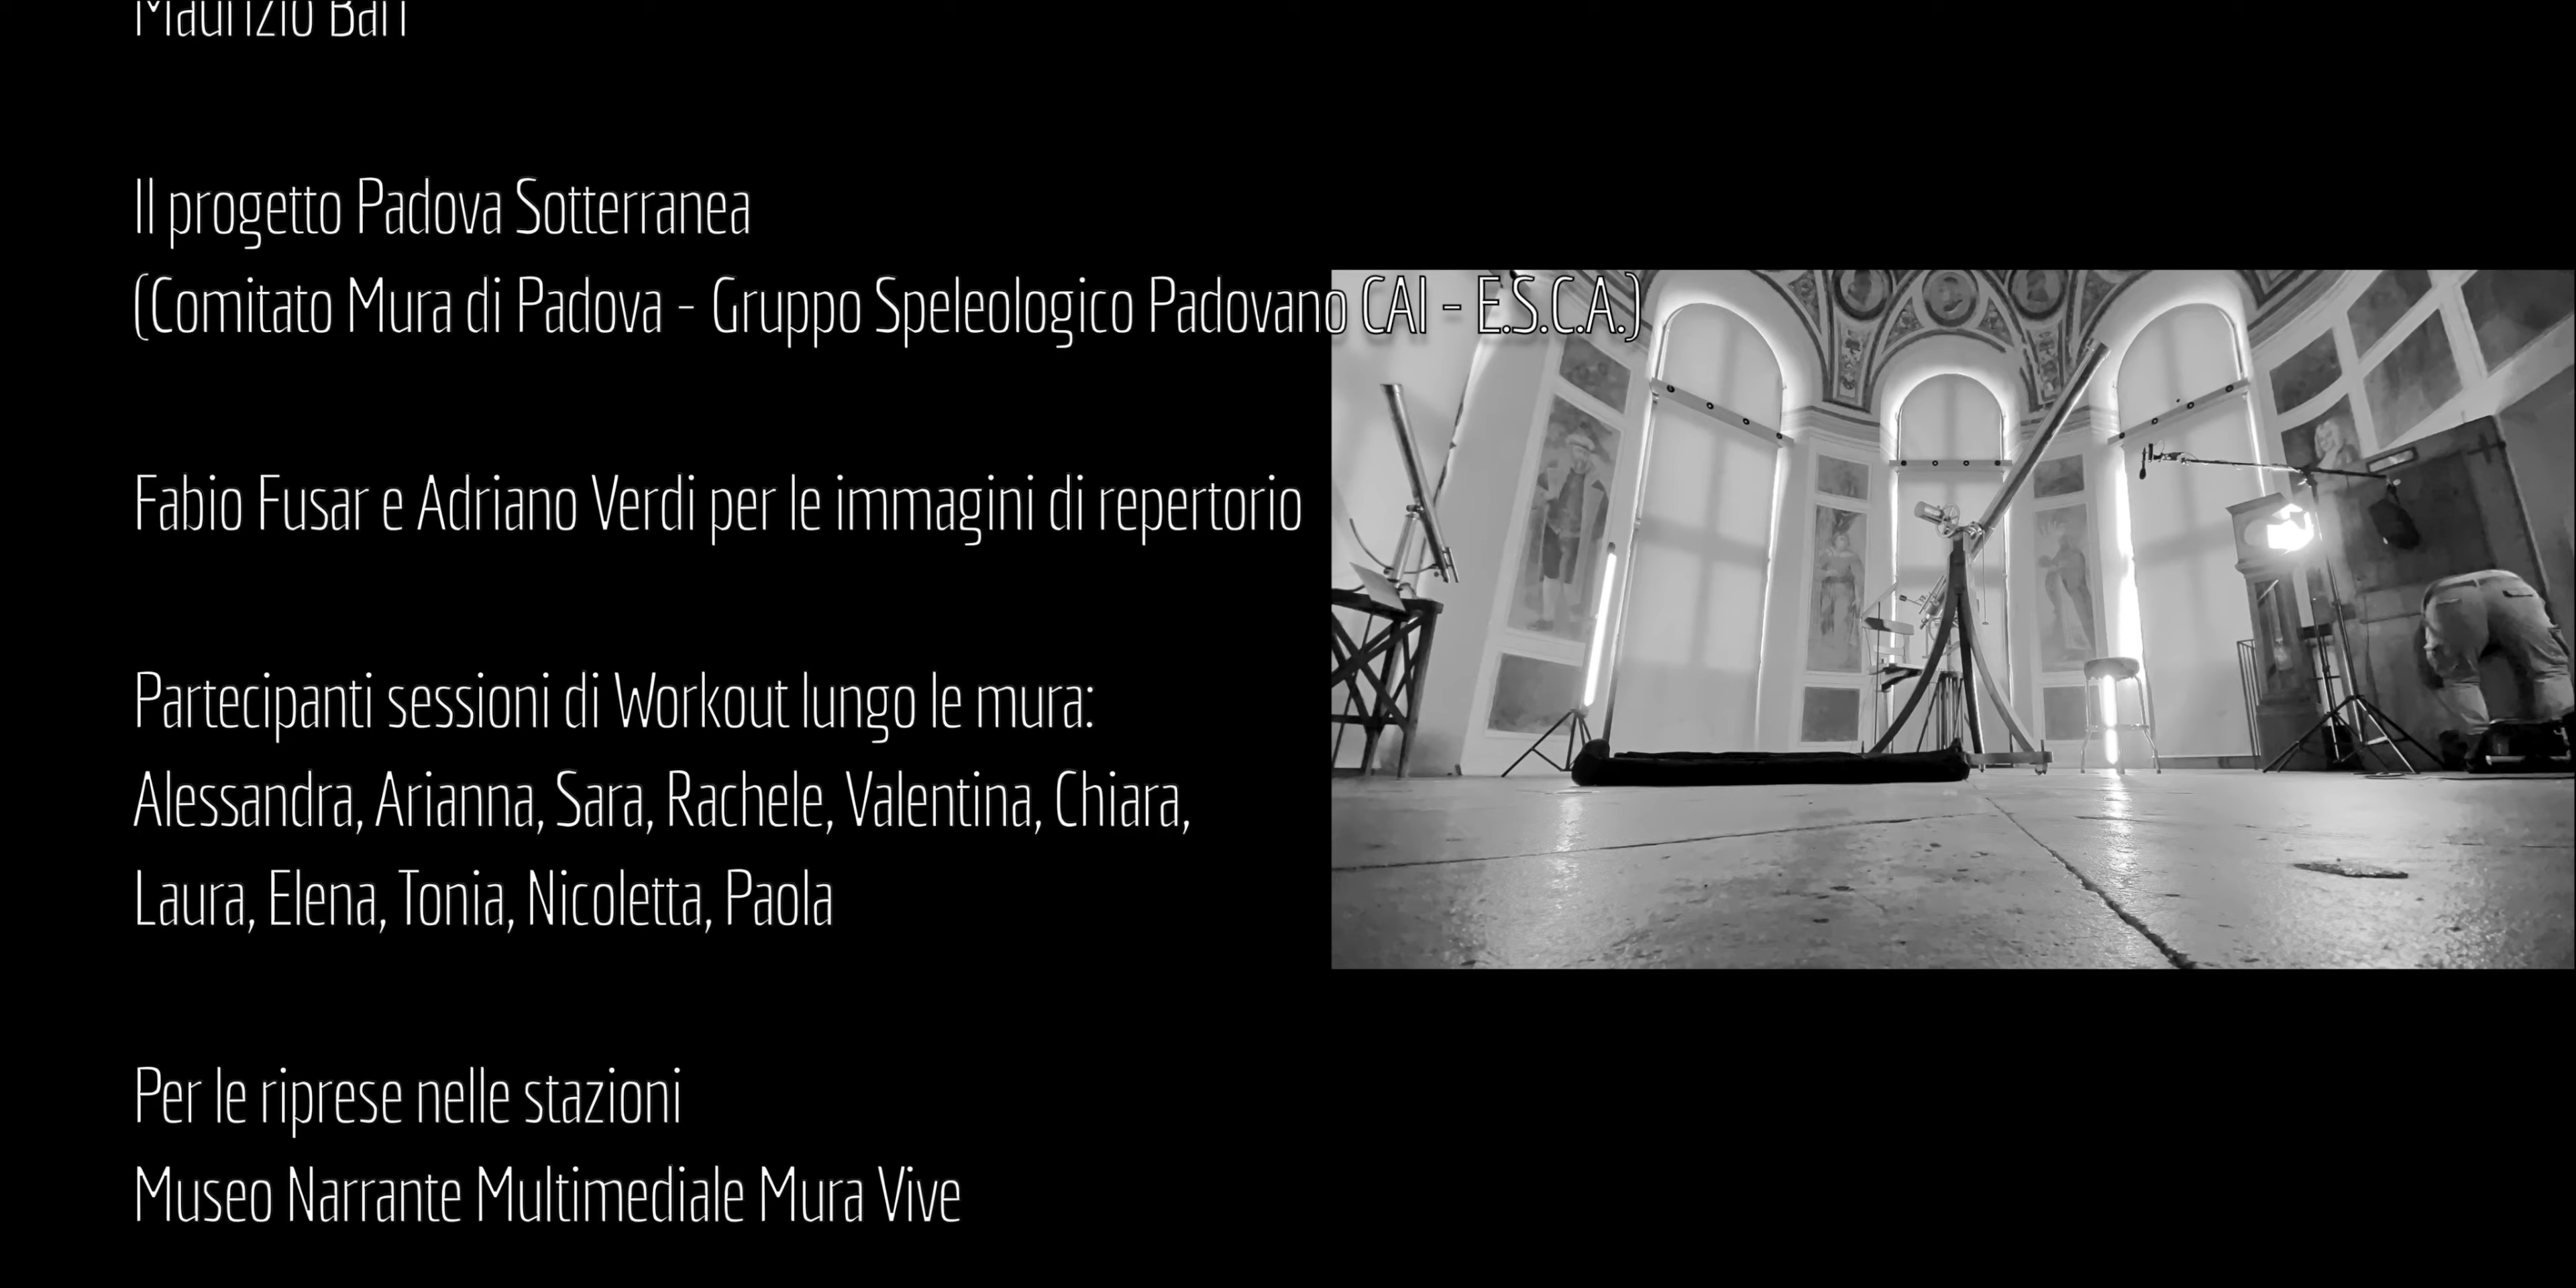 Maurizio Bari
Il progetto Padova Sotterranea
(Comitato Mura di Padova - Gruppo Speleologico Padovano CAI - E.S.C.A.)
Fabio Fusar e Adriano Verdi per le immagini di repertorio
Partecipanti sessioni di Workout lungo le mura:
Alessandra, Arianna, Sara, Rachele, Valentina, Chiara,
Laura, Elena, Tonia, Nicoletta, Paola
Per le riprese nelle stazioni
Museo Narrante Multimediale Mura Vive